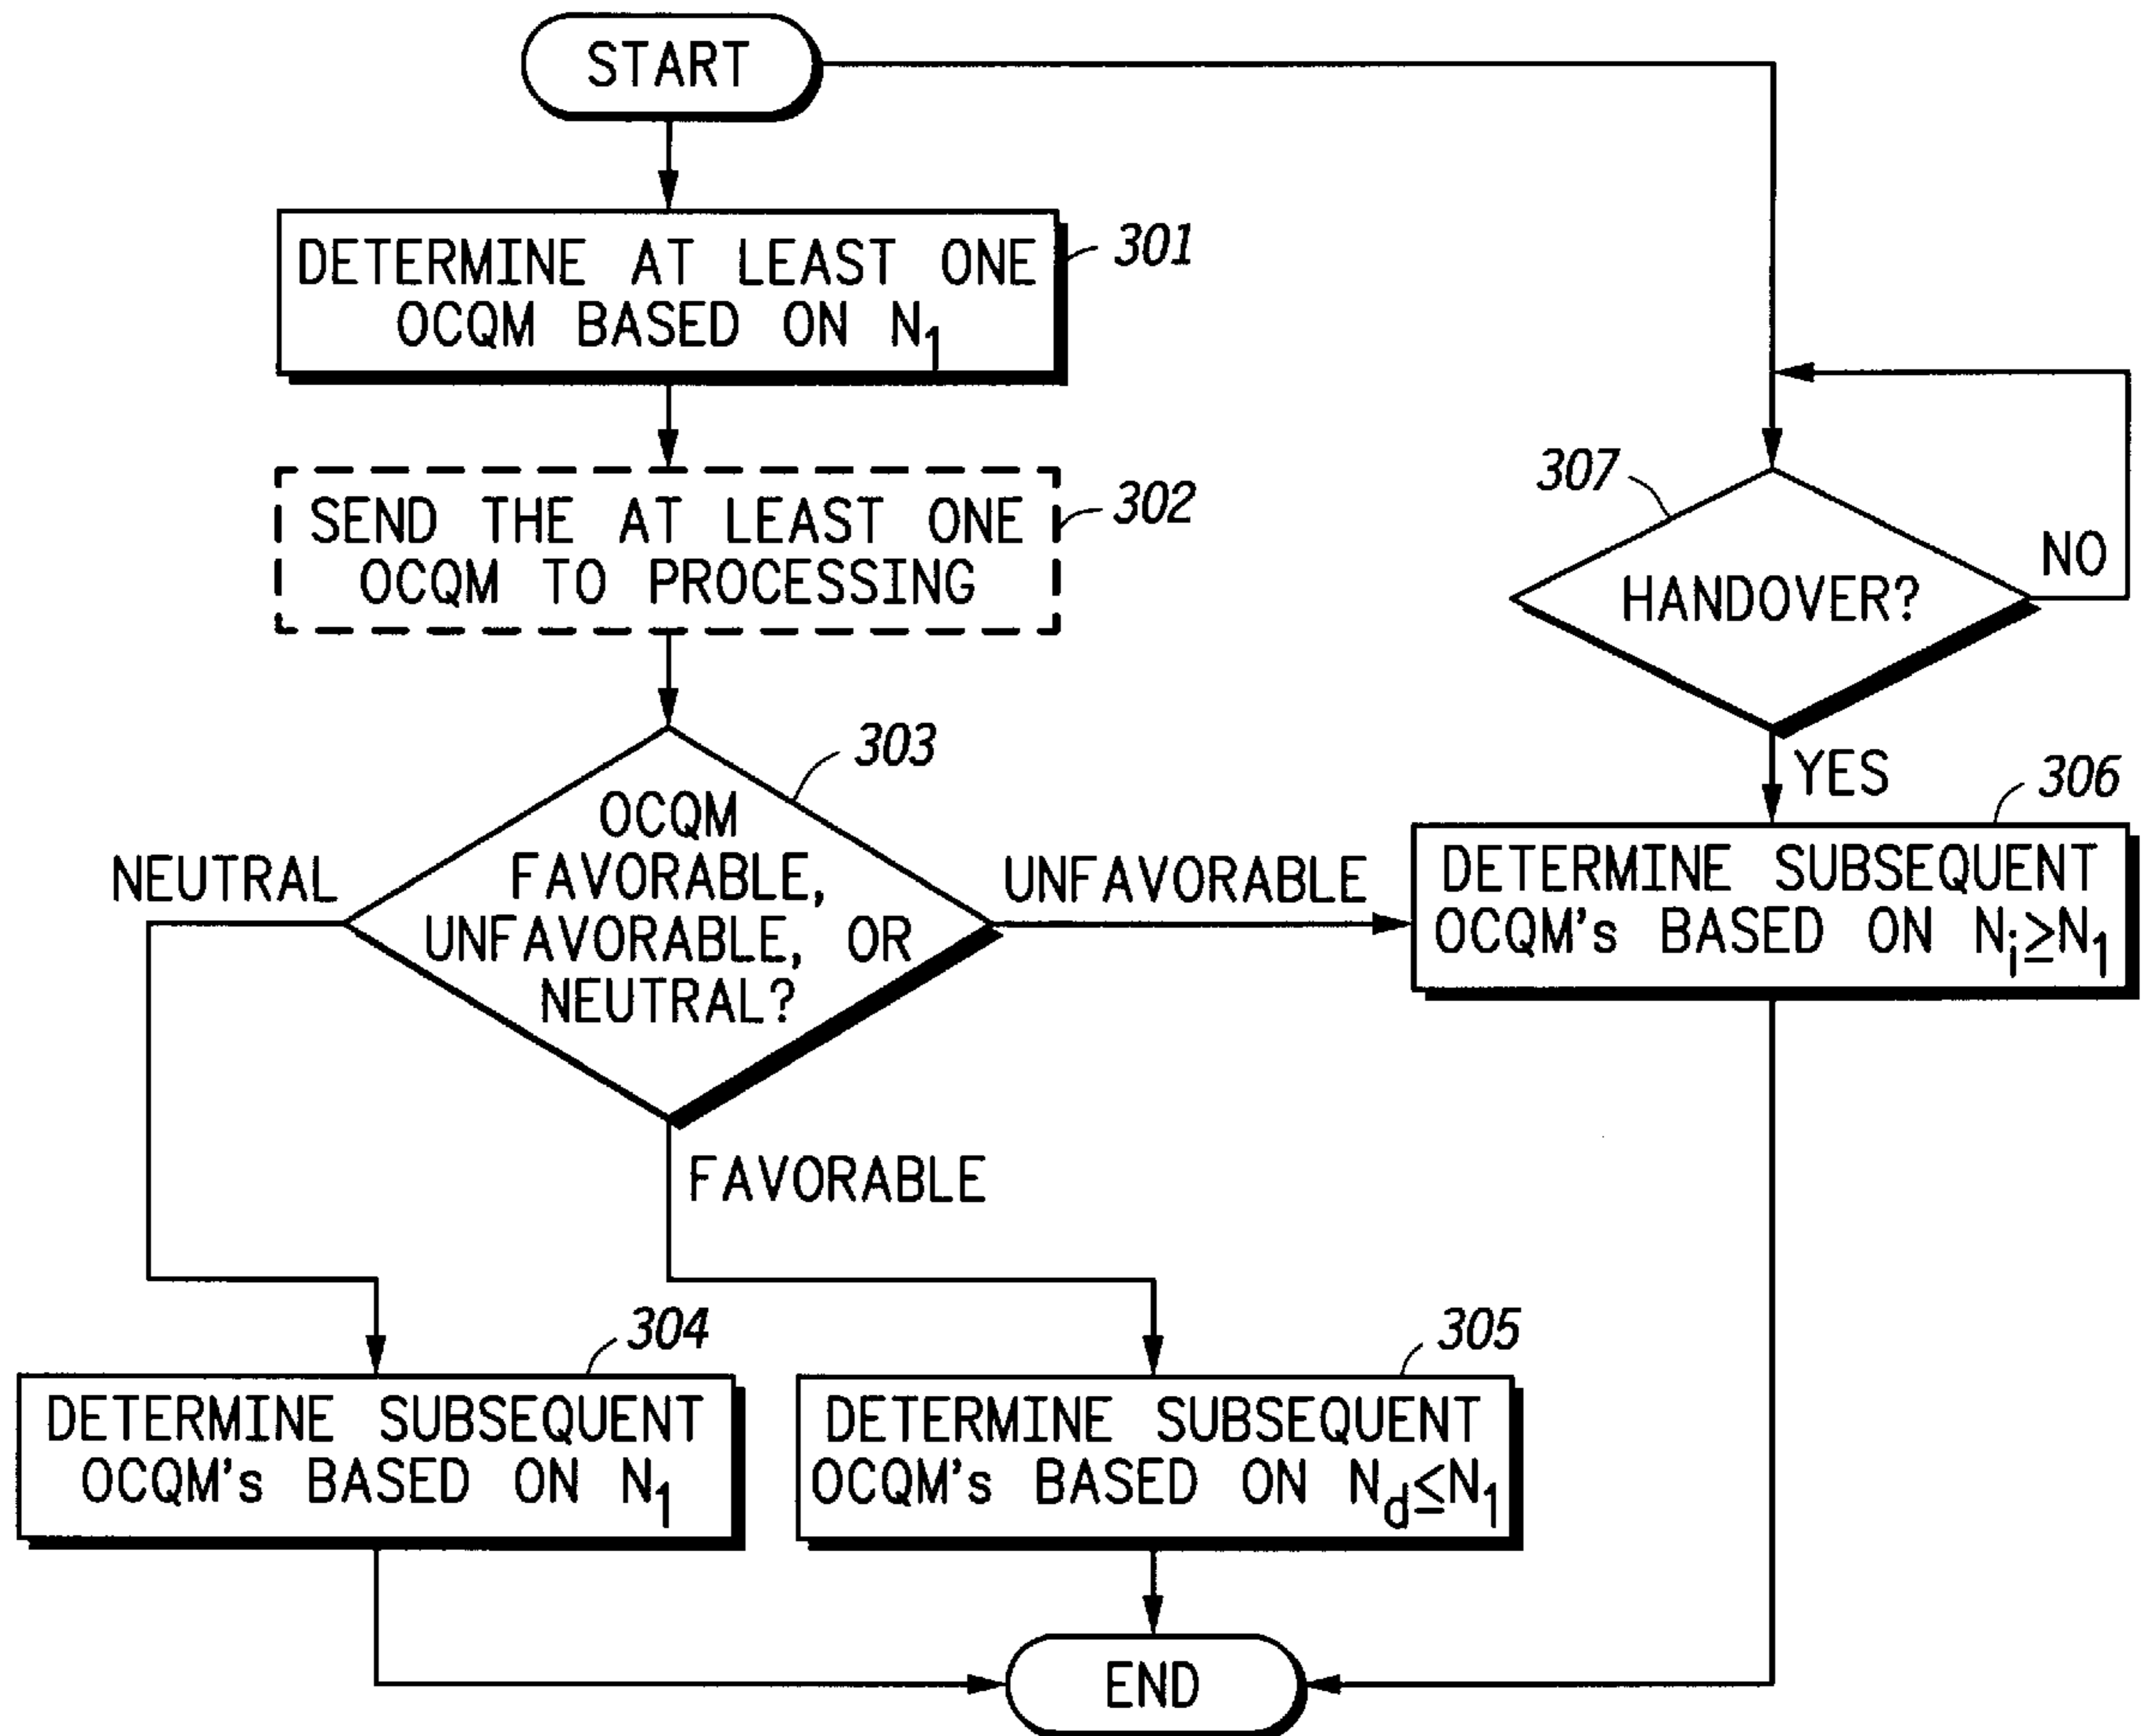 START
DETERMINE AT LEAST ONE
OCQM BASED ON N1
301
SEND THE AT LEAST ONE
OCQM TO PROCESSING
302
307
HANDOVER?
NO
YES
303
OCQM
FAVORABLE,
UNFAVORABLE, OR
NEUTRAL?
NEUTRAL
UNFAVORABLE
FAVORABLE
306
DETERMINE SUBSEQUENT
OCQM's BASED ON Ni≥N1
304
DETERMINE SUBSEQUENT
OCQM's BASED ON N1
305
DETERMINE SUBSEQUENT
OCQM's BASED ON Nd≤N1
END